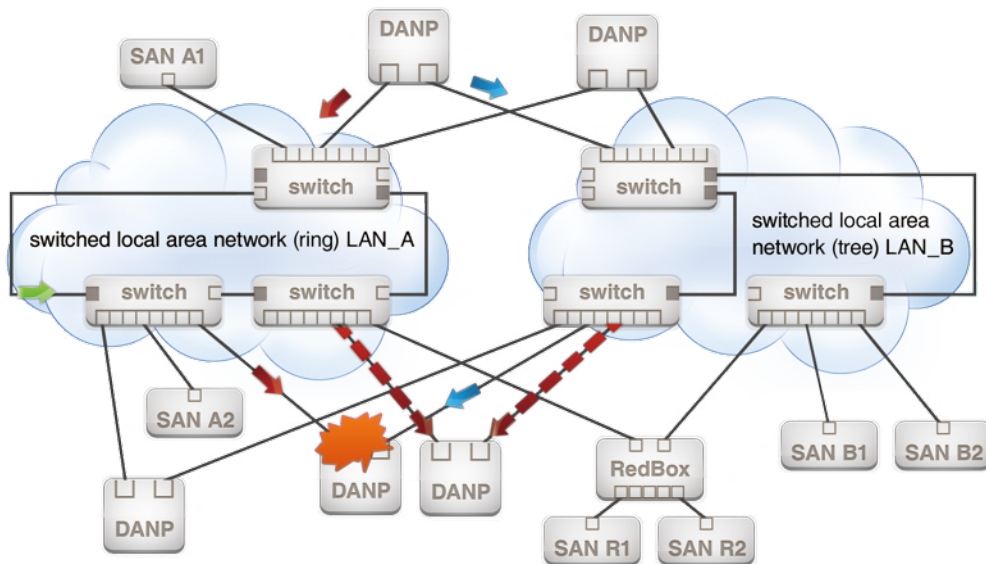 DANP
DANP
SAN A1
switch
switch
switched local area network (ring) LAN_A
switched local area
network (tree) LAN_B
switch
switch
switch
switch
SAN A2
SAN B1
SAN B2
RedBox
DANP
DANP
DANP
SAN R1
SAN R2